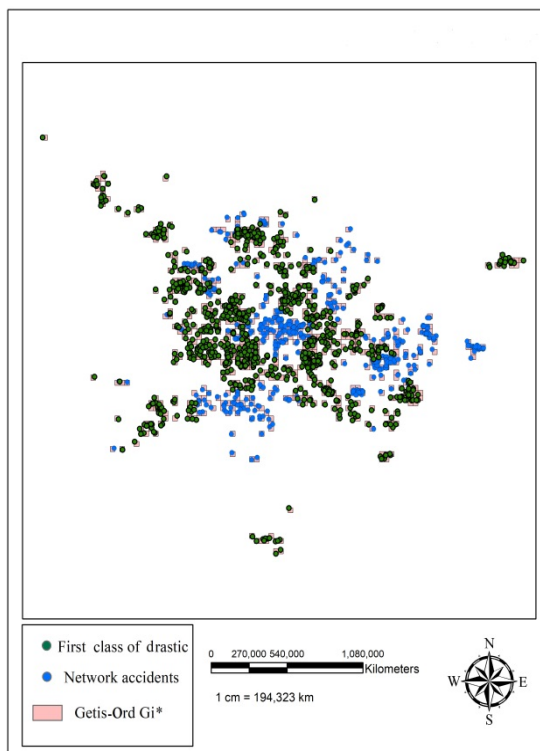 First class of drastic
Network accidents
Getis-Ord Gi*
0 270,000 540,000 1,080,000
Kilometers
1 cm = 194,323 km
N
W E
S